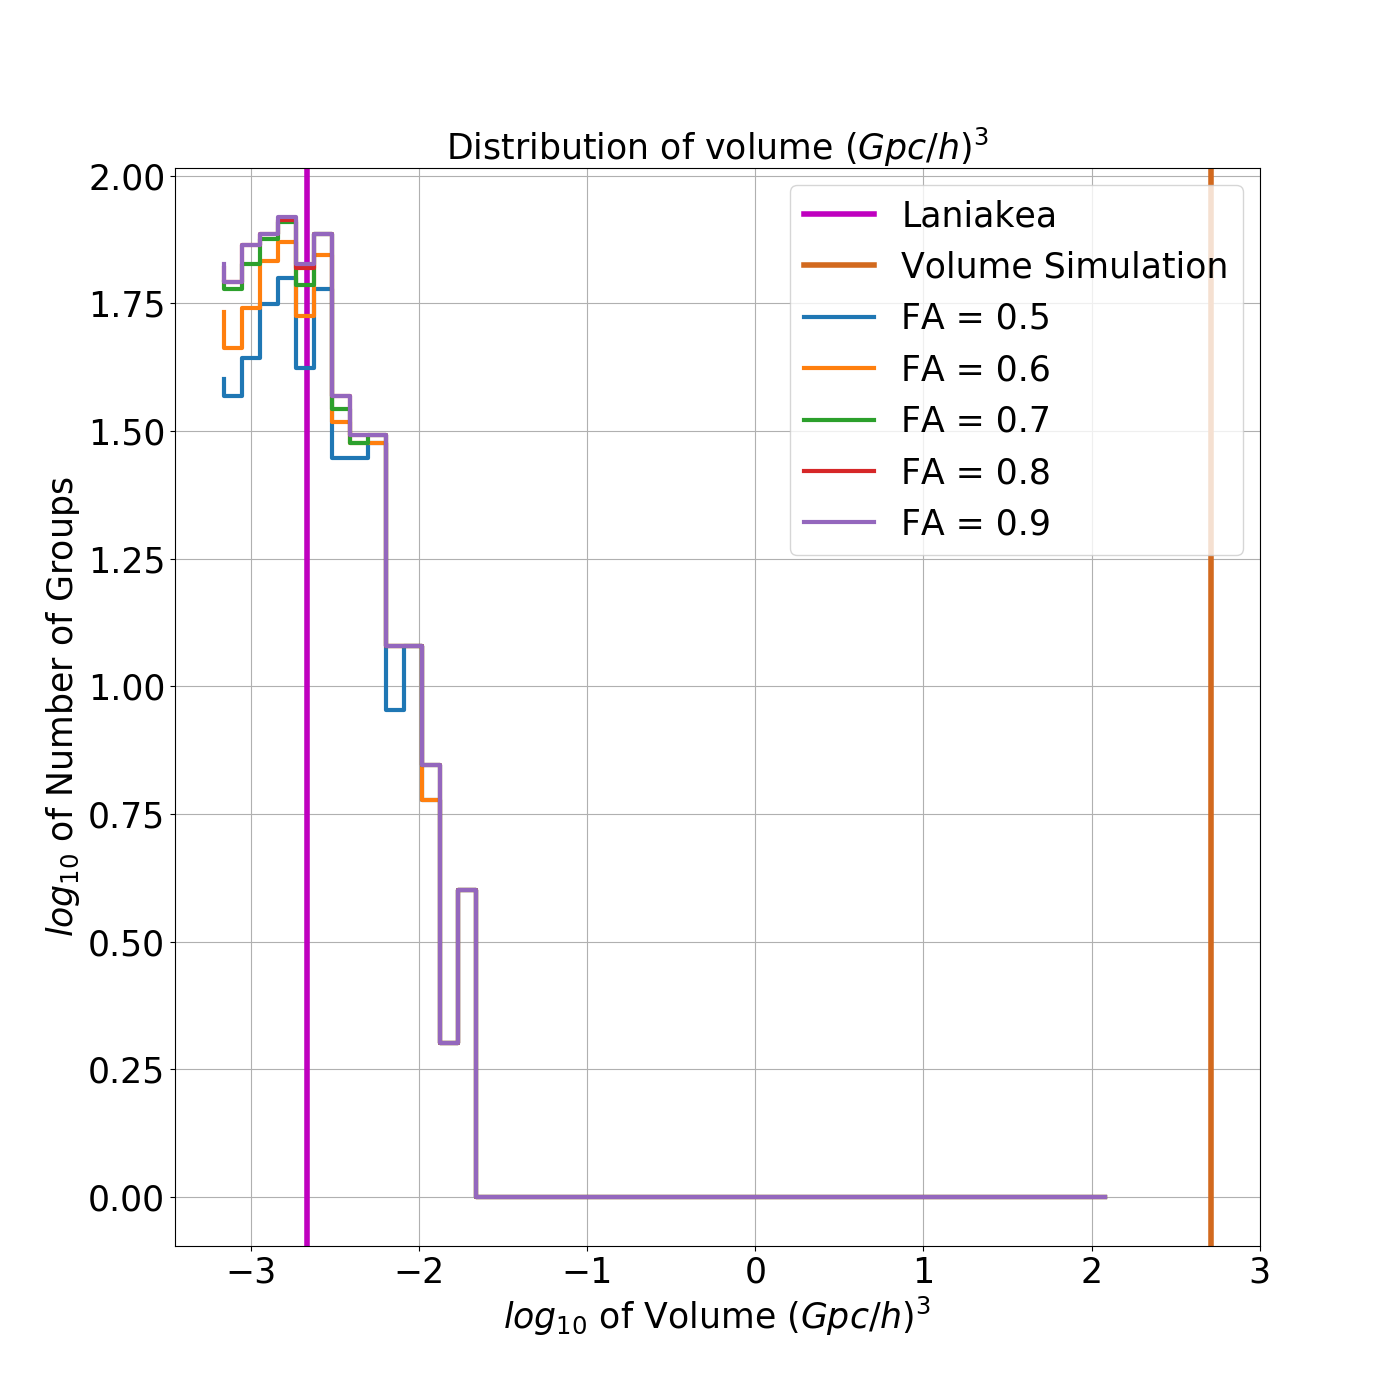 Distribution of volume (Gpc/h)³
2.00
1.75
1.50
1.25
1.00
0.75
0.50
0.25
0.00
log₁₀ of Number of Groups
Laniakea
Volume Simulation
FA = 0.5
FA = 0.6
FA = 0.7
FA = 0.8
FA = 0.9
−3 −2 −1 0 1 2 3
log₁₀ of Volume (Gpc/h)³